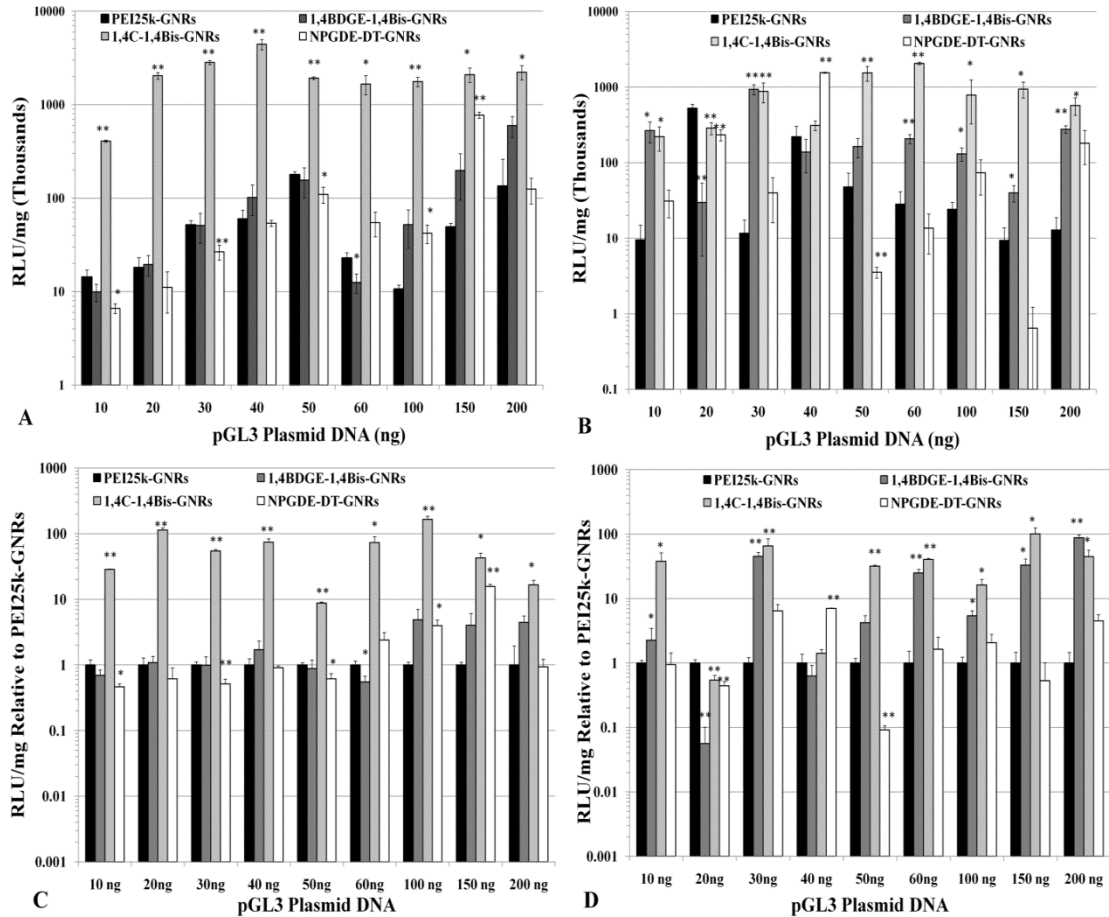 PEI25k-GNRs 1,4BDGE-1,4Bis-GNRs
1,4C-1,4Bis-GNRs NPGDE-DT-GNRs
RLU/mg (Thousands)
10000
1000
100
10
1
** ** ** ** ** * ** * *
* ** * * * **
10 20 30 40 50 60 100 150 200
pGL3 Plasmid DNA (ng)
A
PEI25k-GNRs 1,4BDGE-1,4Bis-GNRs
1,4C-1,4Bis-GNRs NPGDE-DT-GNRs
RLU/mg (Thousands)
10000
1000
100
10
1
0.1
* * ** ** ** **** ** ** ** ** ** * * * * ** *
10 20 30 40 50 60 100 150 200
pGL3 Plasmid DNA (ng)
B
PEI25k-GNRs 1,4BDGE-1,4Bis-GNRs
1,4C-1,4Bis-GNRs NPGDE-DT-GNRs
RLU/mg Relative to PEI25k-GNRs
1000
100
10
1
0.1
0.01
0.001
** ** ** ** ** * ** * *
* ** * * * **
10 ng 20ng 30ng 40 ng 50ng 60ng 100 ng 150 ng 200 ng
pGL3 Plasmid DNA
C
PEI25k-GNRs 1,4BDGE-1,4Bis-GNRs
1,4C-1,4Bis-GNRs NPGDE-DT-GNRs
RLU/mg Relative to PEI25k-GNRs
1000
100
10
1
0.1
0.01
0.001
* * ** ** ** ** ** ** ** ** ** * * * * * ** *
10 ng 20ng 30ng 40 ng 50ng 60ng 100 ng 150 ng 200 ng
pGL3 Plasmid DNA
D